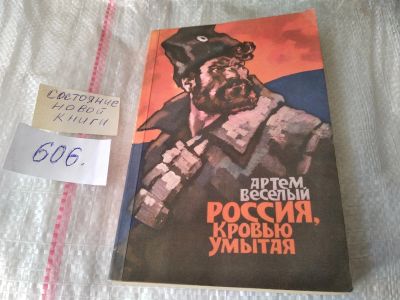 СОСТОЯНИЕ
НОВОЙ
КНИГИ
606.
АРТЕМ
ВЕСЕЛЫЙ
РОССИЯ,
КРОВЬЮ
УМЫТАЯ